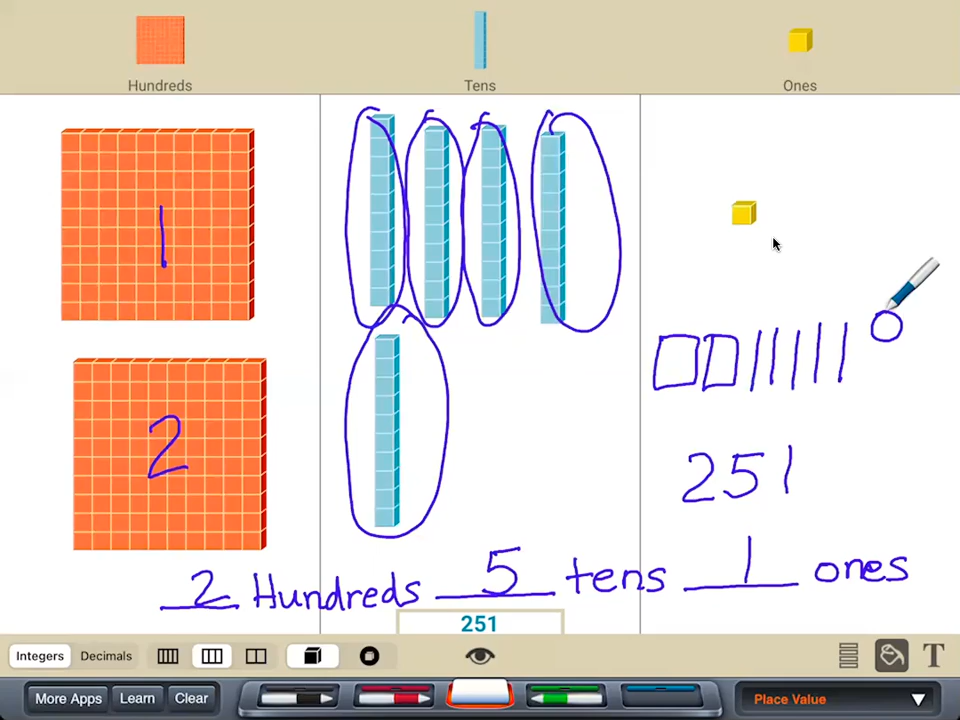 Hundreds Tens Ones
1
2
251
2 Hundreds 5 tens 1 ones
251
Integers Decimals T
More Apps Learn Clear Place Value